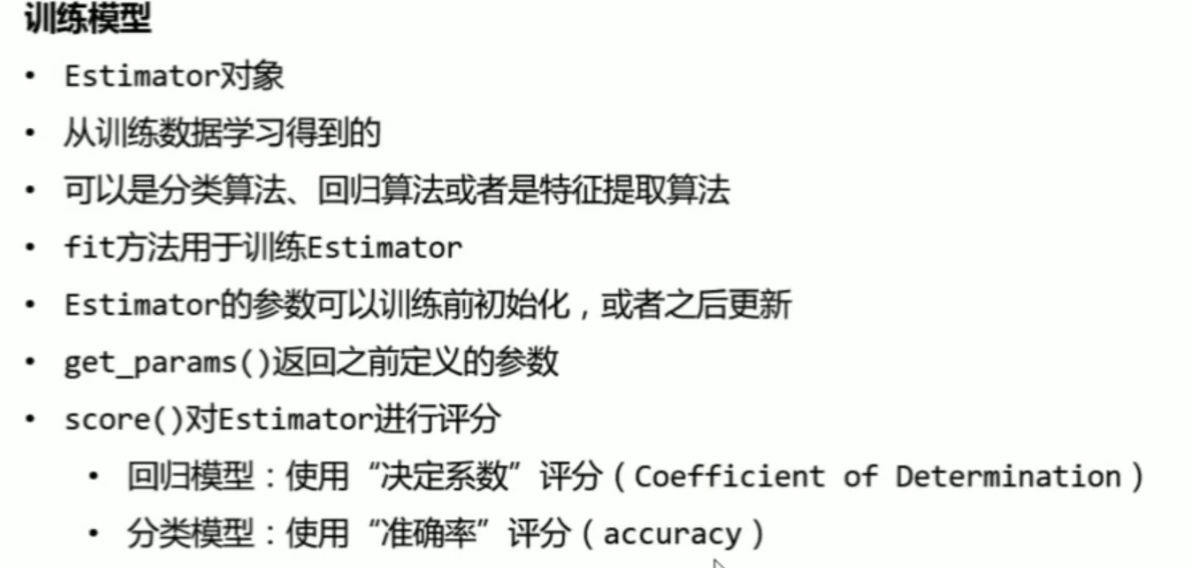 训练模型
• Estimator对象
• 从训练数据学习得到的
• 可以是分类算法、回归算法或者是特征提取算法
• fit方法用于训练Estimator
• Estimator的参数可以训练前初始化，或者之后更新
• get_params()返回之前定义的参数
• score()对Estimator进行评分
• 回归模型：使用“决定系数”评分（Coefficient of Determination）
• 分类模型：使用“准确率”评分（accuracy）